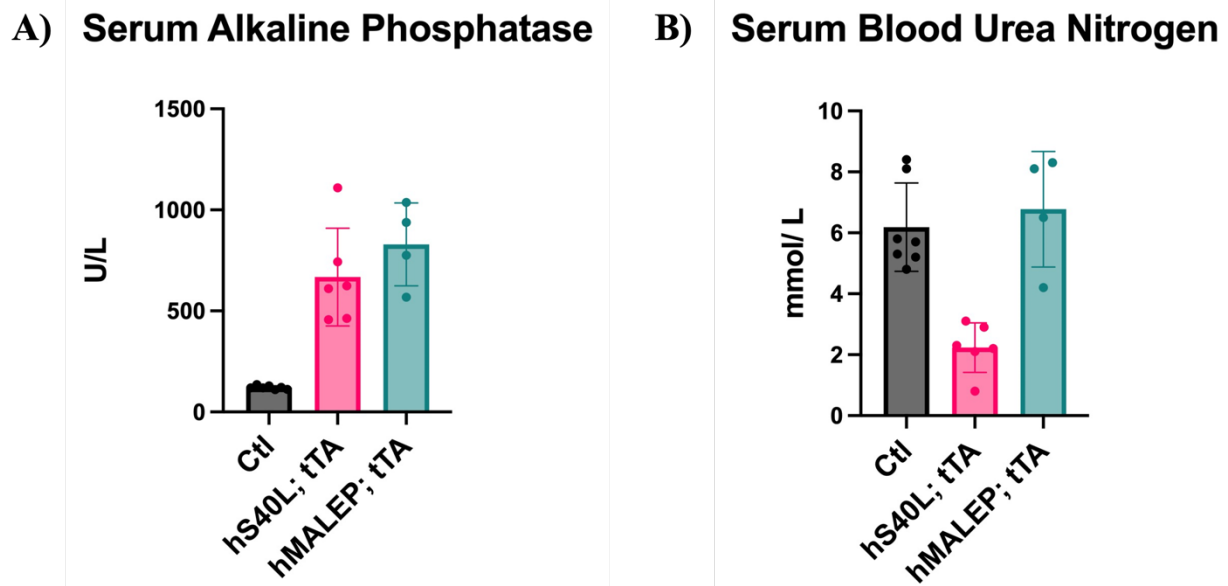 A) Serum Alkaline Phosphatase
1500
1000
500
0
U/L
Ctl
hS40L; tTA
hMALEP; tTA
B) Serum Blood Urea Nitrogen
10
8
6
4
2
0
mmol/ L
Ctl
hS40L; tTA
hMALEP; tTA